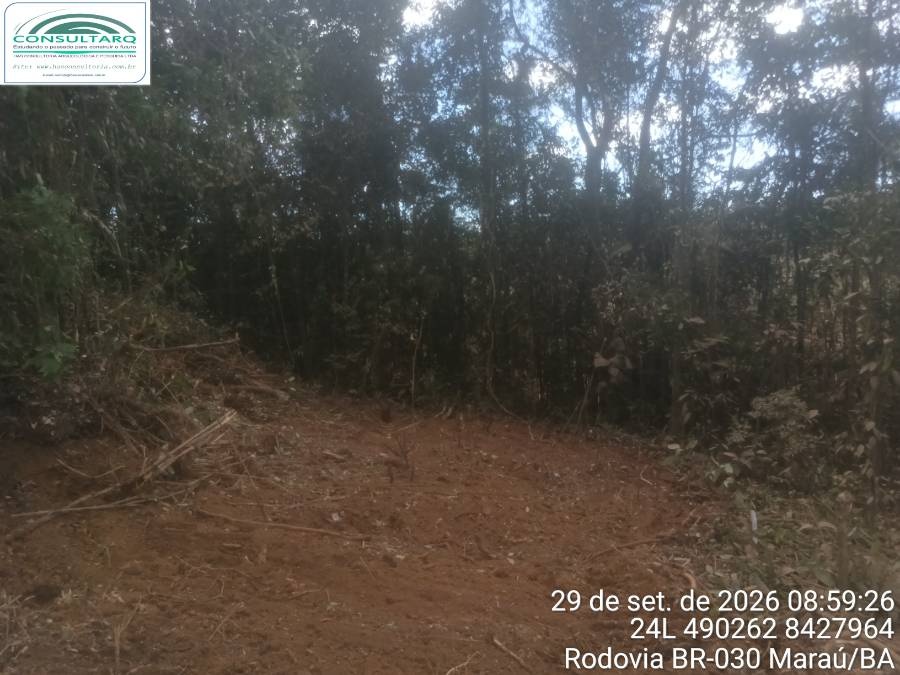 CONSULTARQ
Estudando o passado para construir o futuro
29 de set. de 2026 08:59:26
24L 490262 8427964
Rodovia BR-030 Maraú/BA